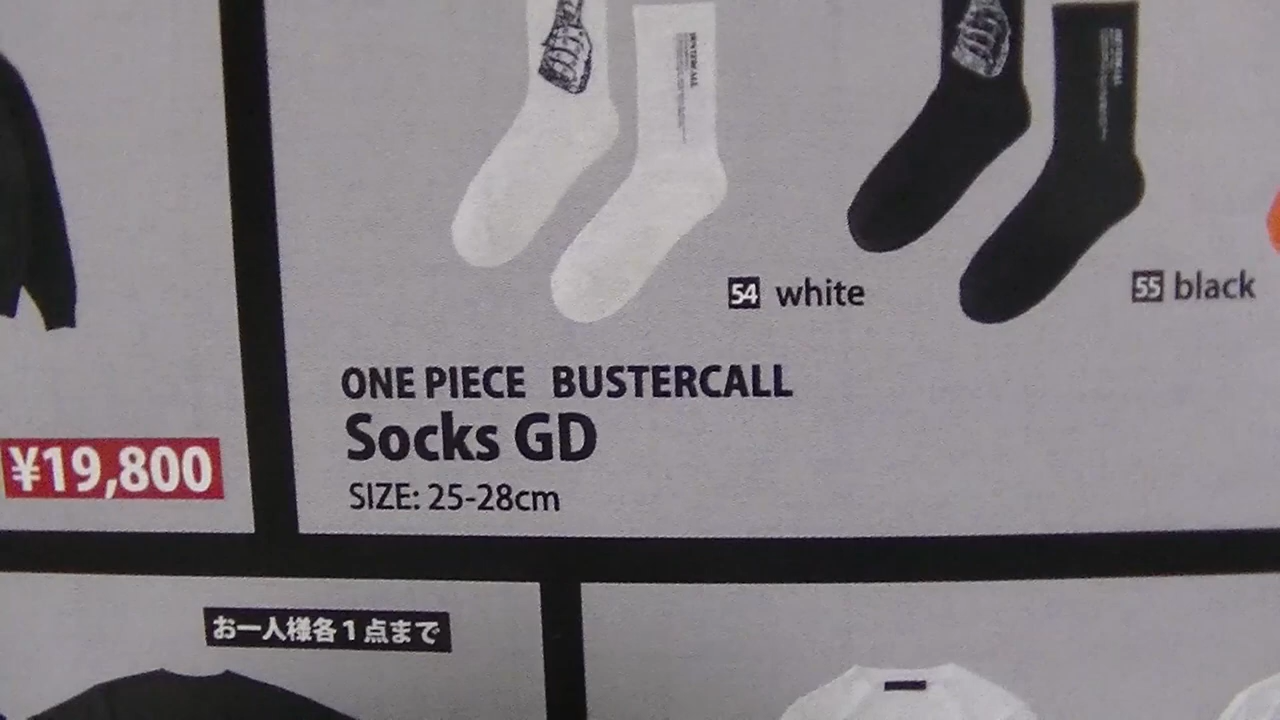 54 white
55 black
ONE PIECE BUSTERCALL
Socks GD
SIZE: 25-28cm
¥19,800
お一人様各1点まで